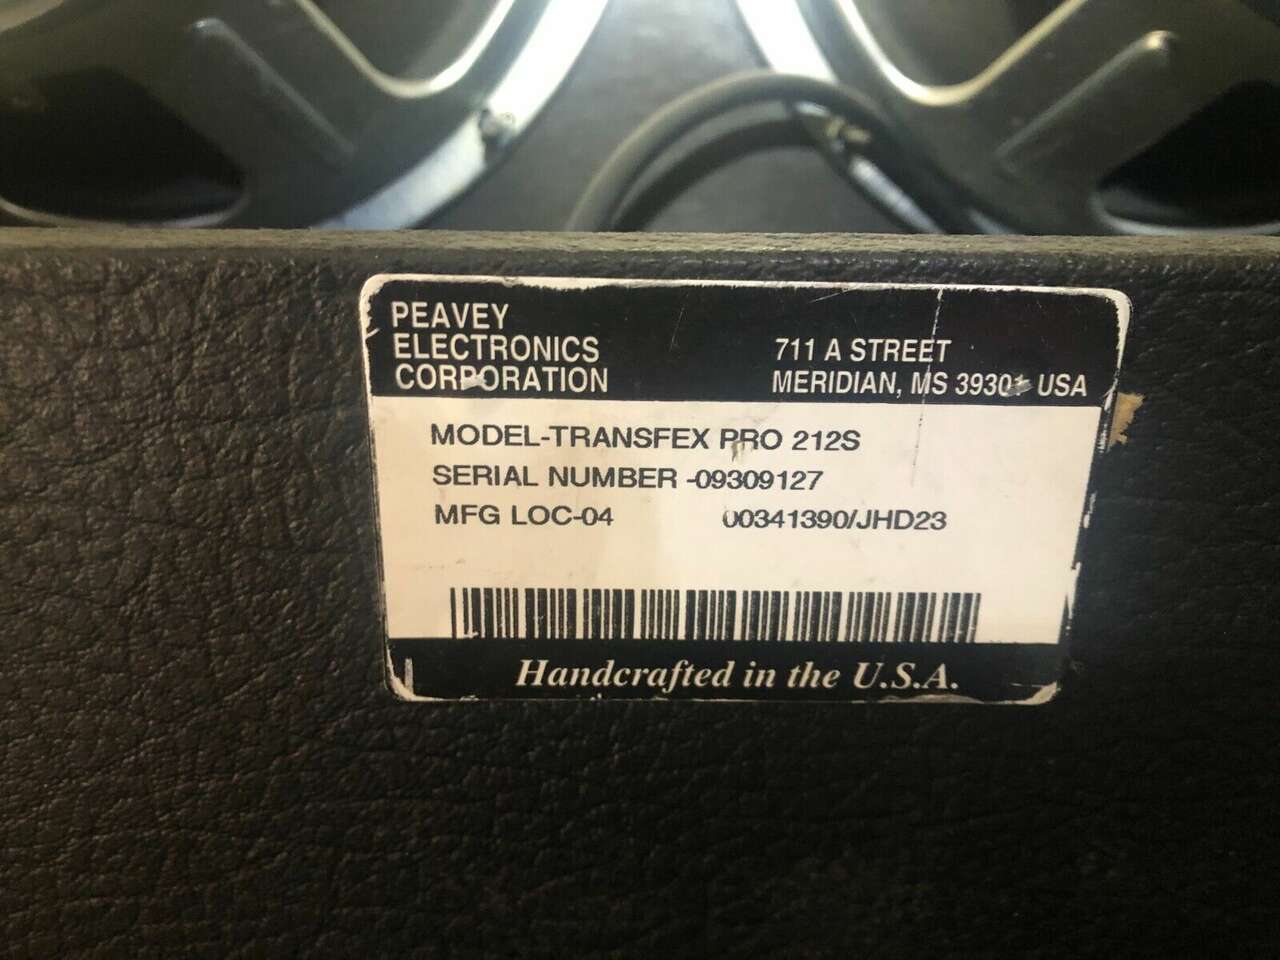 PEAVEY
ELECTRONICS
CORPORATION
711 A STREET
MERIDIAN, MS 39301 USA
MODEL-TRANSFEX PRO 212S
SERIAL NUMBER -09309127
MFG LOC-04 00341390/JHD23
Handcrafted in the U.S.A.